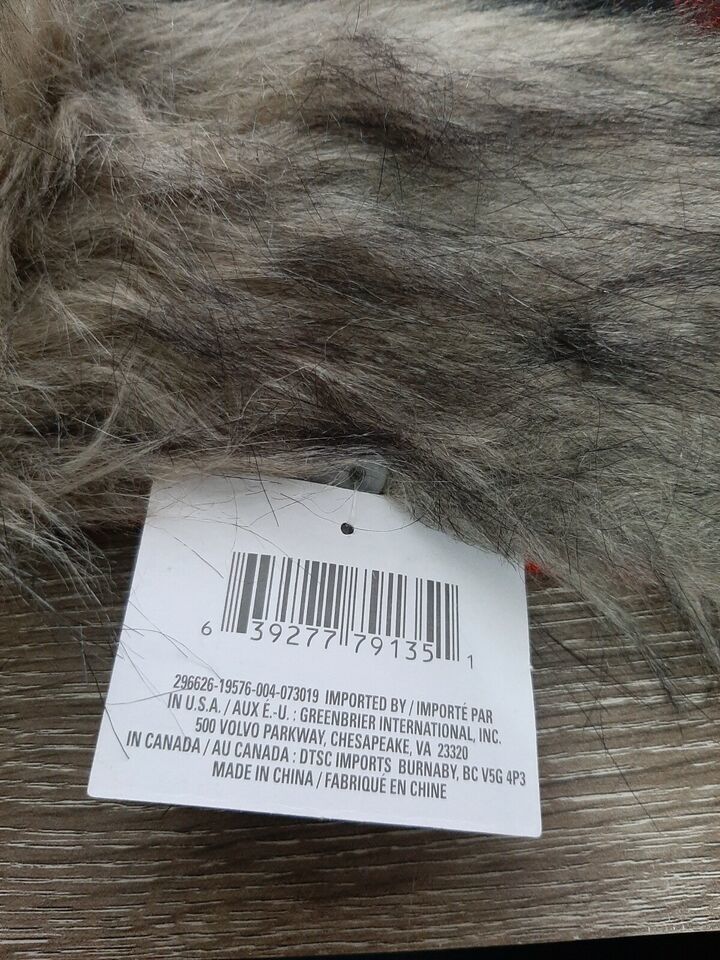 6 39277 79135 1
296626-19576-004-073019 IMPORTED BY / IMPORTÉ PAR
IN U.S.A. / AUX É.-U. : GREENBRIER INTERNATIONAL, INC.
500 VOLVO PARKWAY, CHESAPEAKE, VA 23320
IN CANADA / AU CANADA : DTSC IMPORTS BURNABY, BC V5G 4P3
MADE IN CHINA / FABRIQUÉ EN CHINE